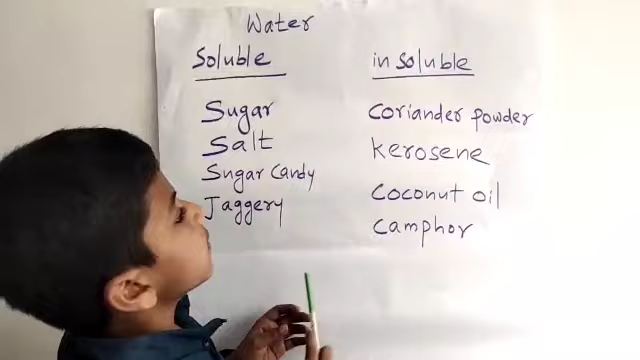 Water
Soluble
Sugar
Salt
Sugar Candy
Jaggery
insoluble
Coriander powder
kerosene
Coconut oil
Camphor